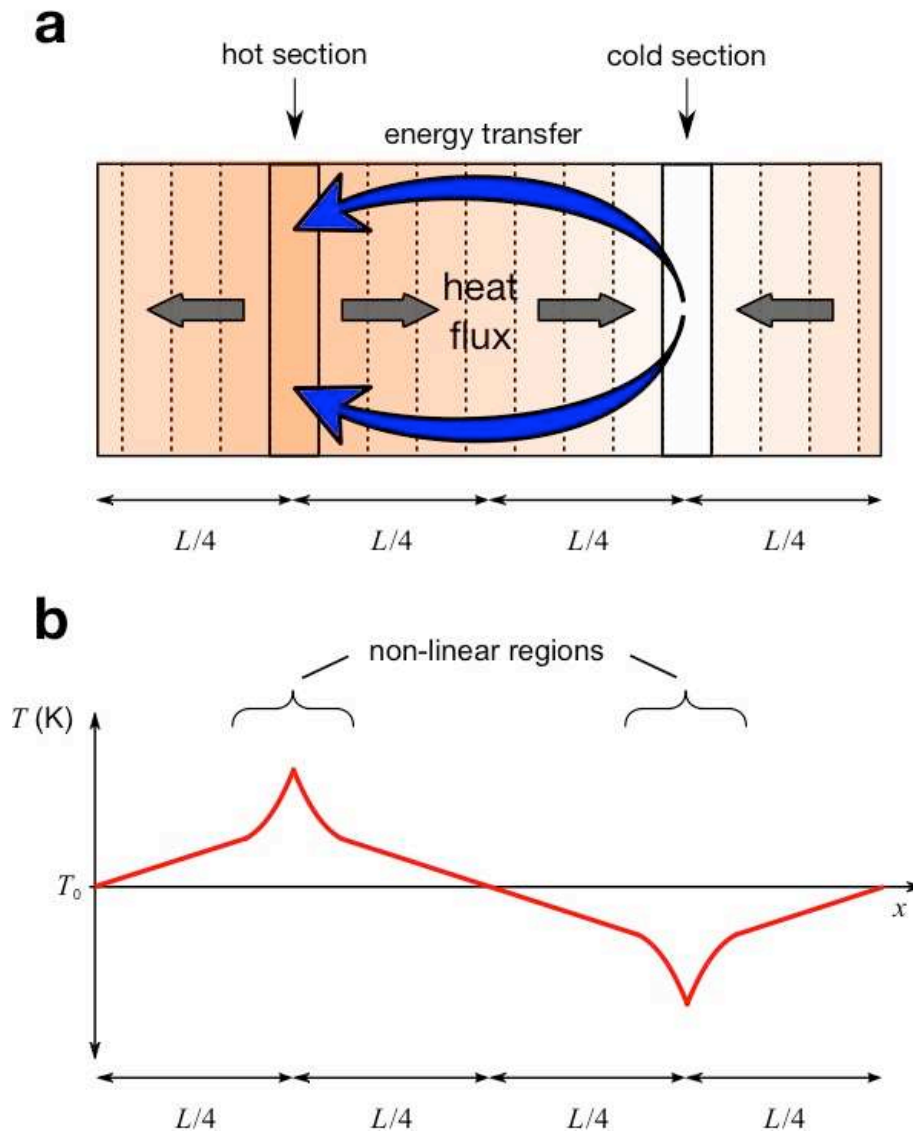 a
hot section
cold section
energy transfer
heat
flux
L/4
L/4
L/4
L/4
b
non-linear regions
T (K)
T₀
x
L/4
L/4
L/4
L/4